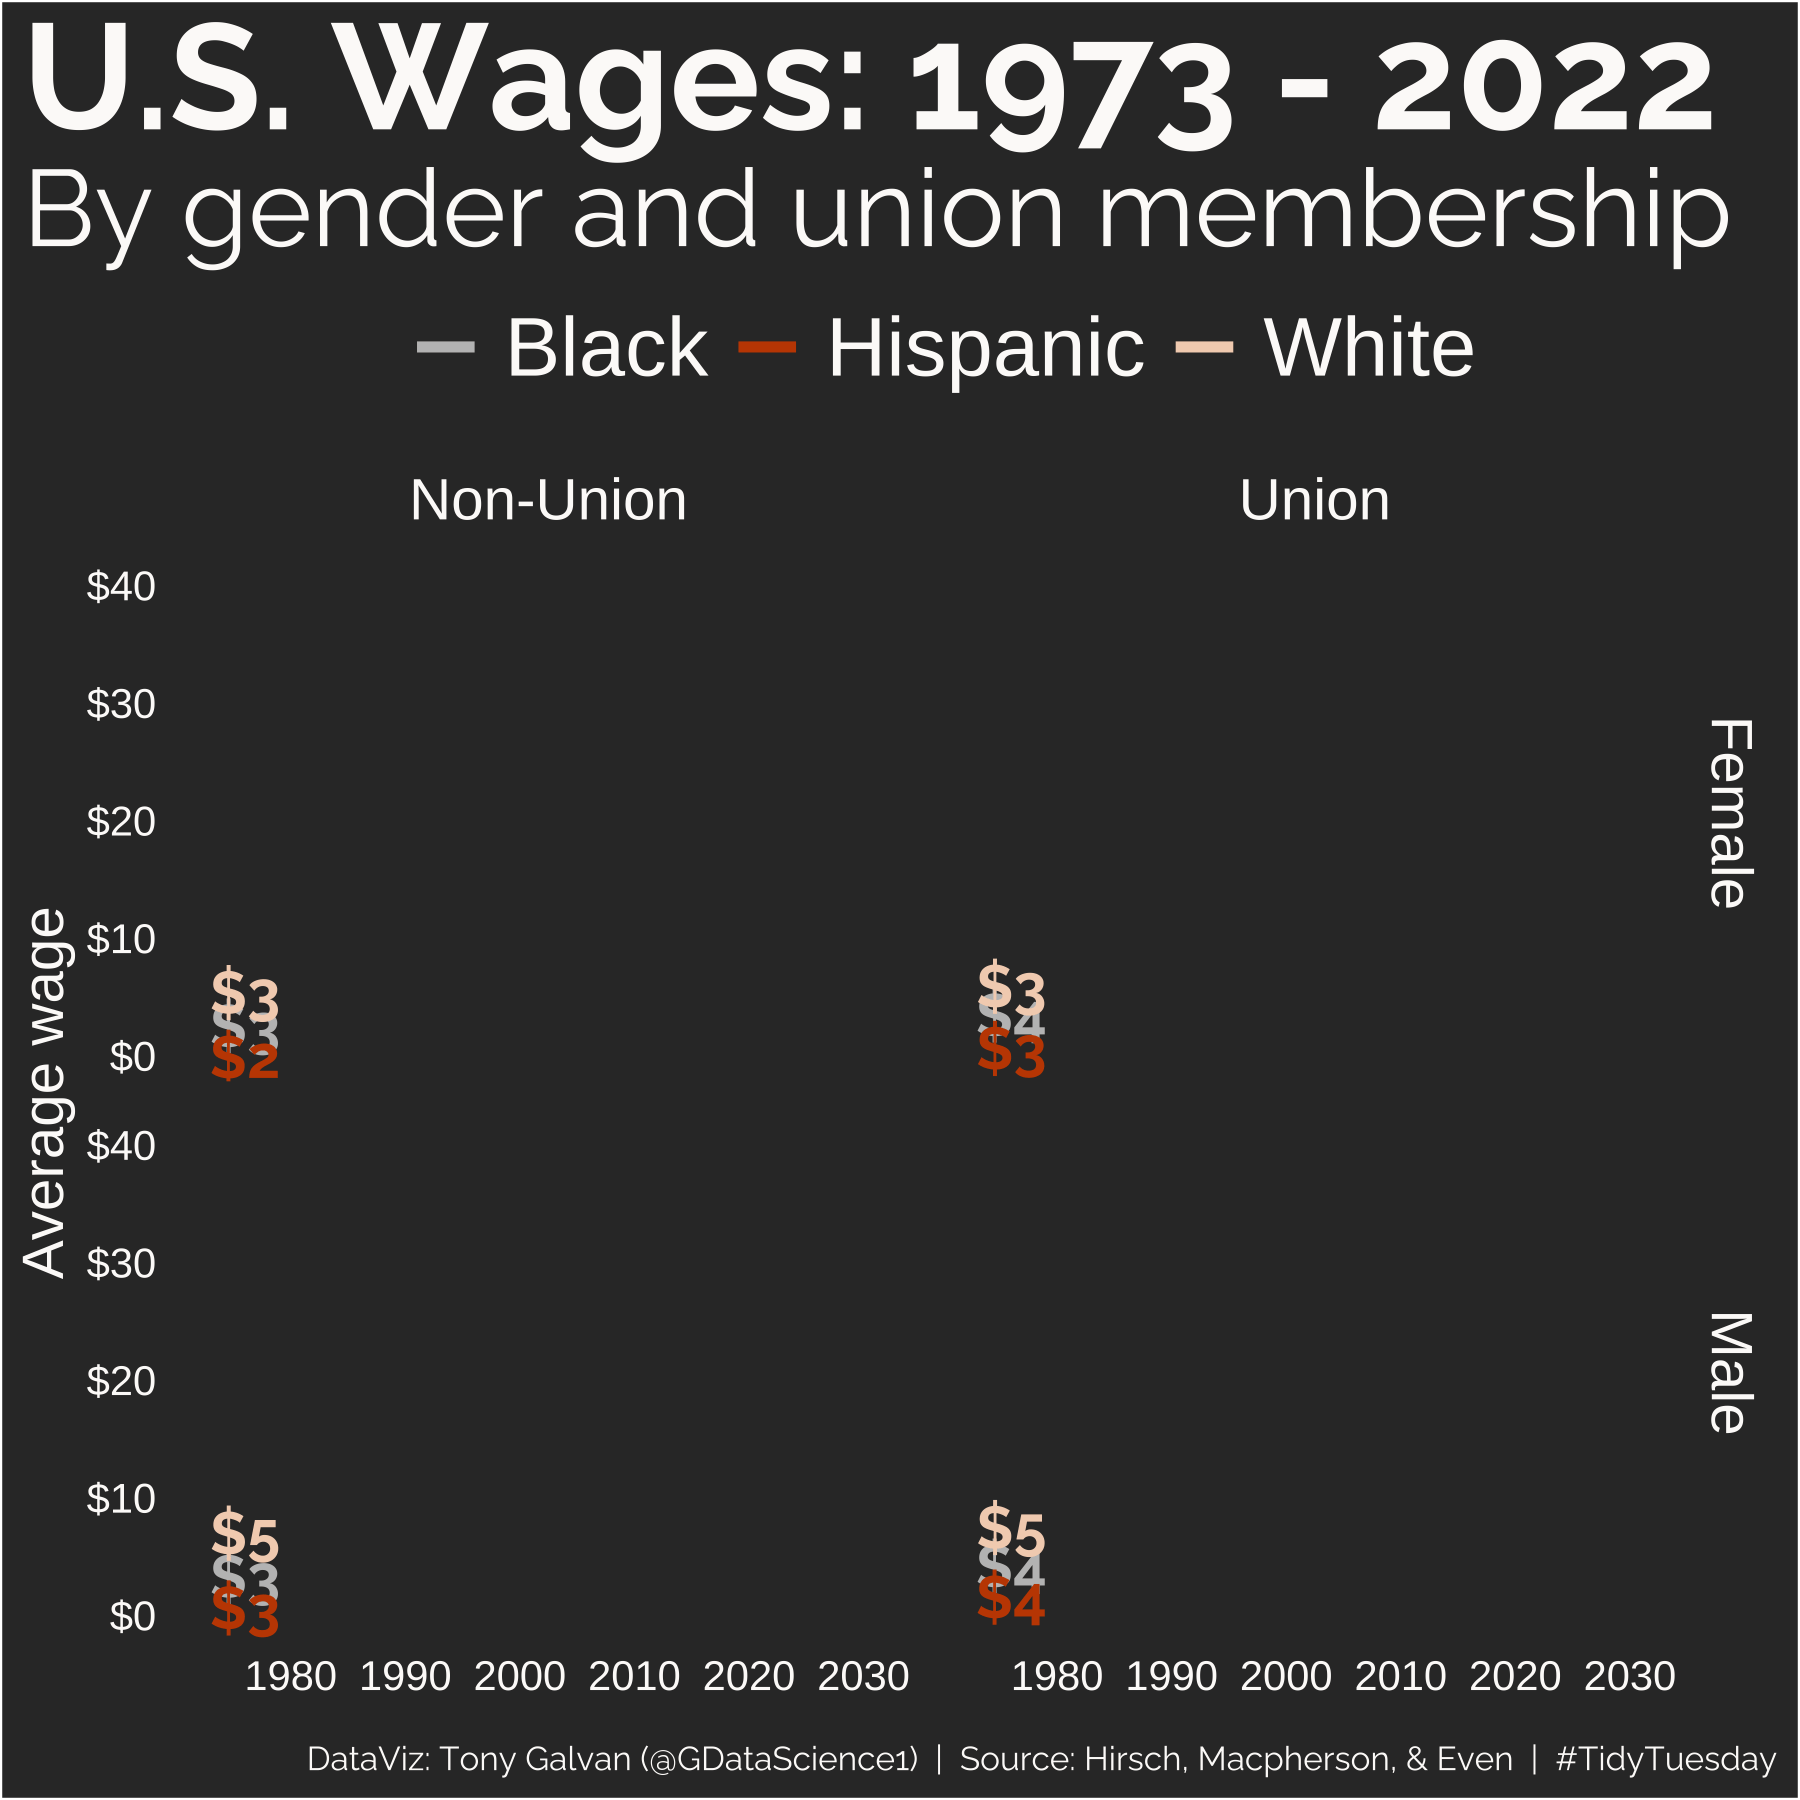 U.S. Wages: 1973 - 2022
By gender and union membership
Black Hispanic White
Non-Union Union
$40
$30
$20
$10
$0
$3 $3
$3 $4
$2 $3
Female
Average wage
$40
$30
$20
$10
$0
$5 $5
$3 $4
$3 $4
Male
1980 1990 2000 2010 2020 2030 1980 1990 2000 2010 2020 2030
DataViz: Tony Galvan (@GDataScience1) | Source: Hirsch, Macpherson, & Even | #TidyTuesday